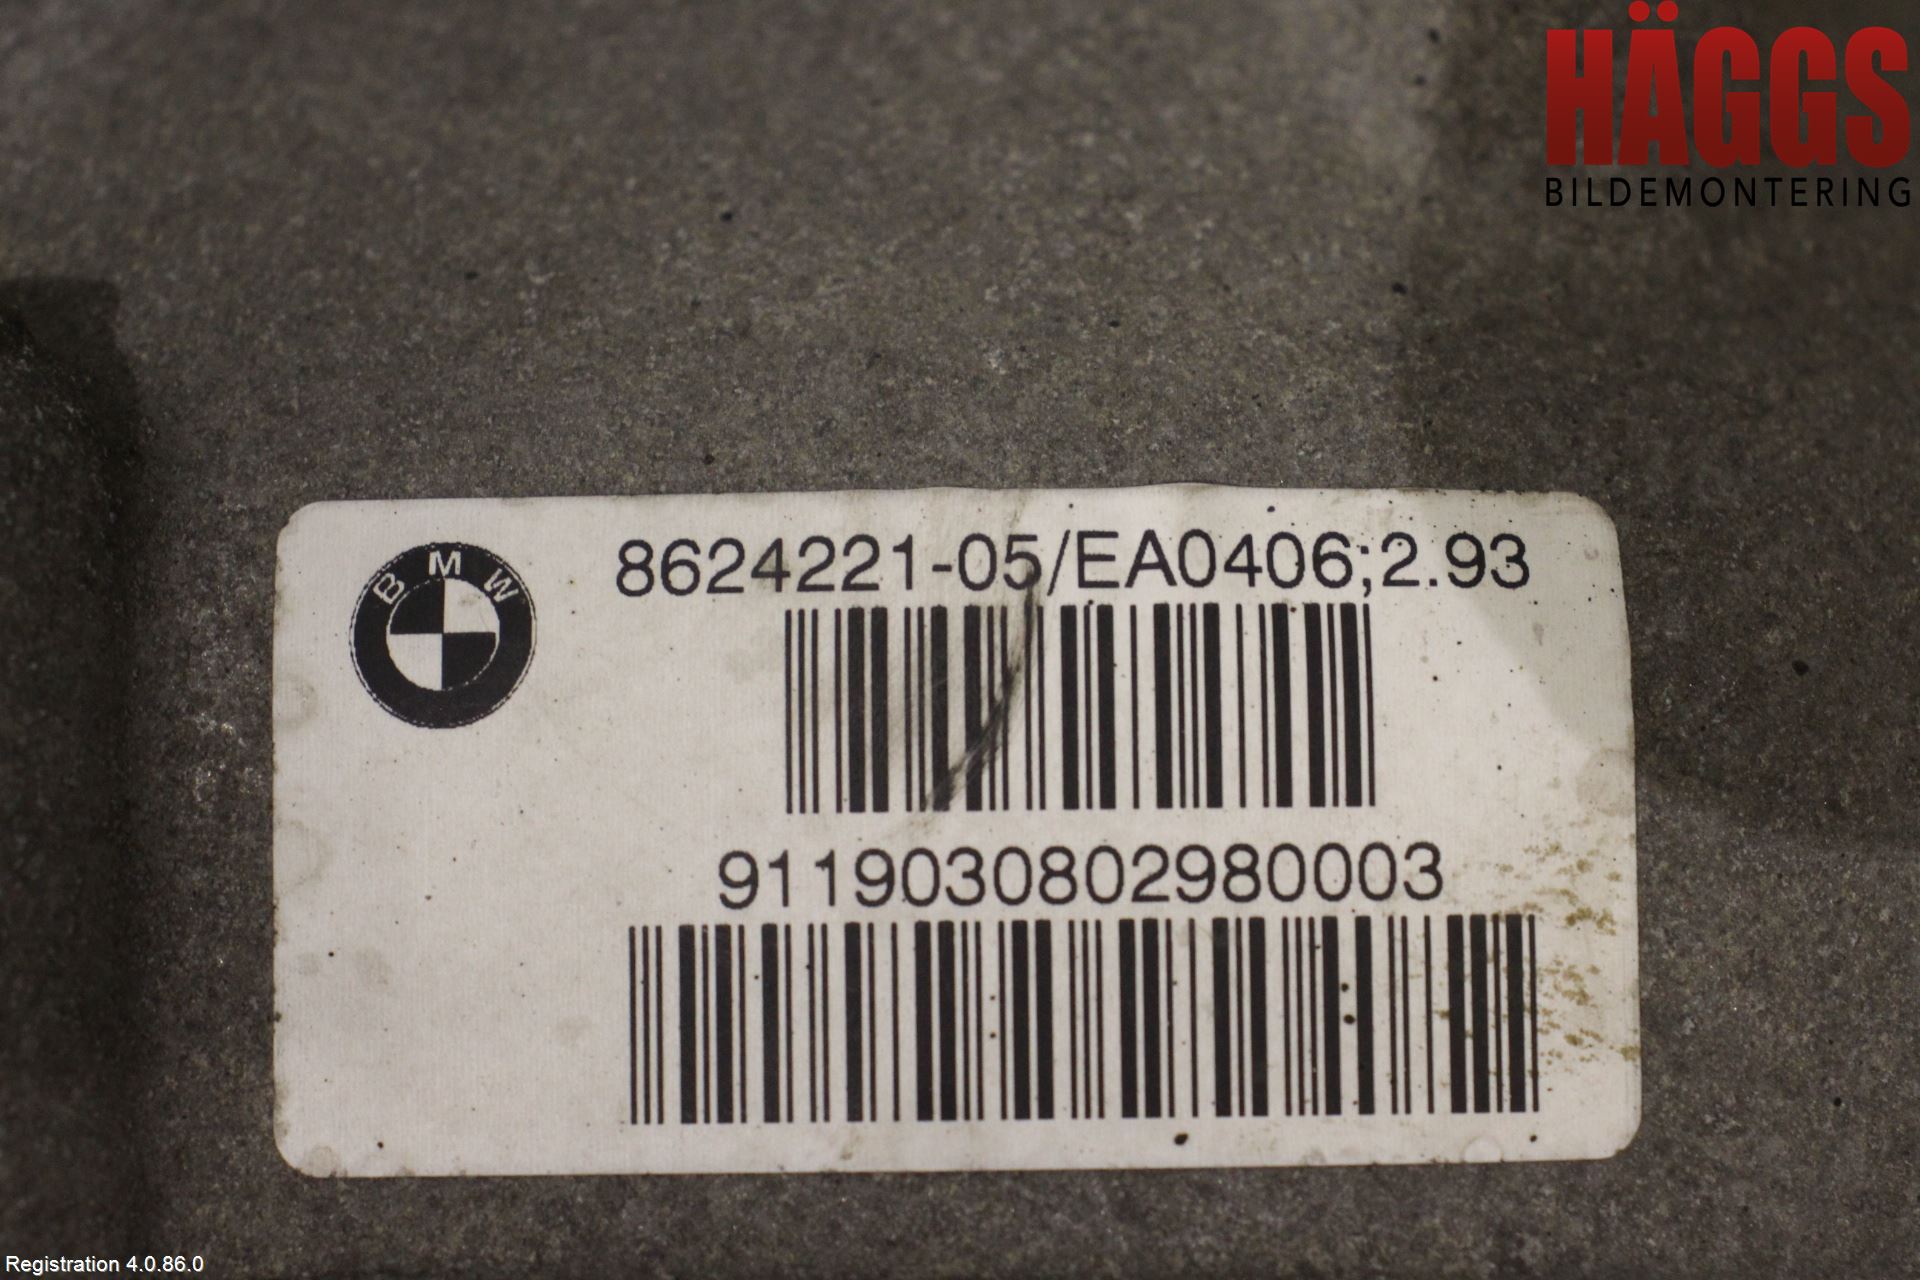 HÄGGS
BILDEMONTERING
BMW
8624221-05/EA0406;2.93
9119030802980003
Registration 4.0.86.0